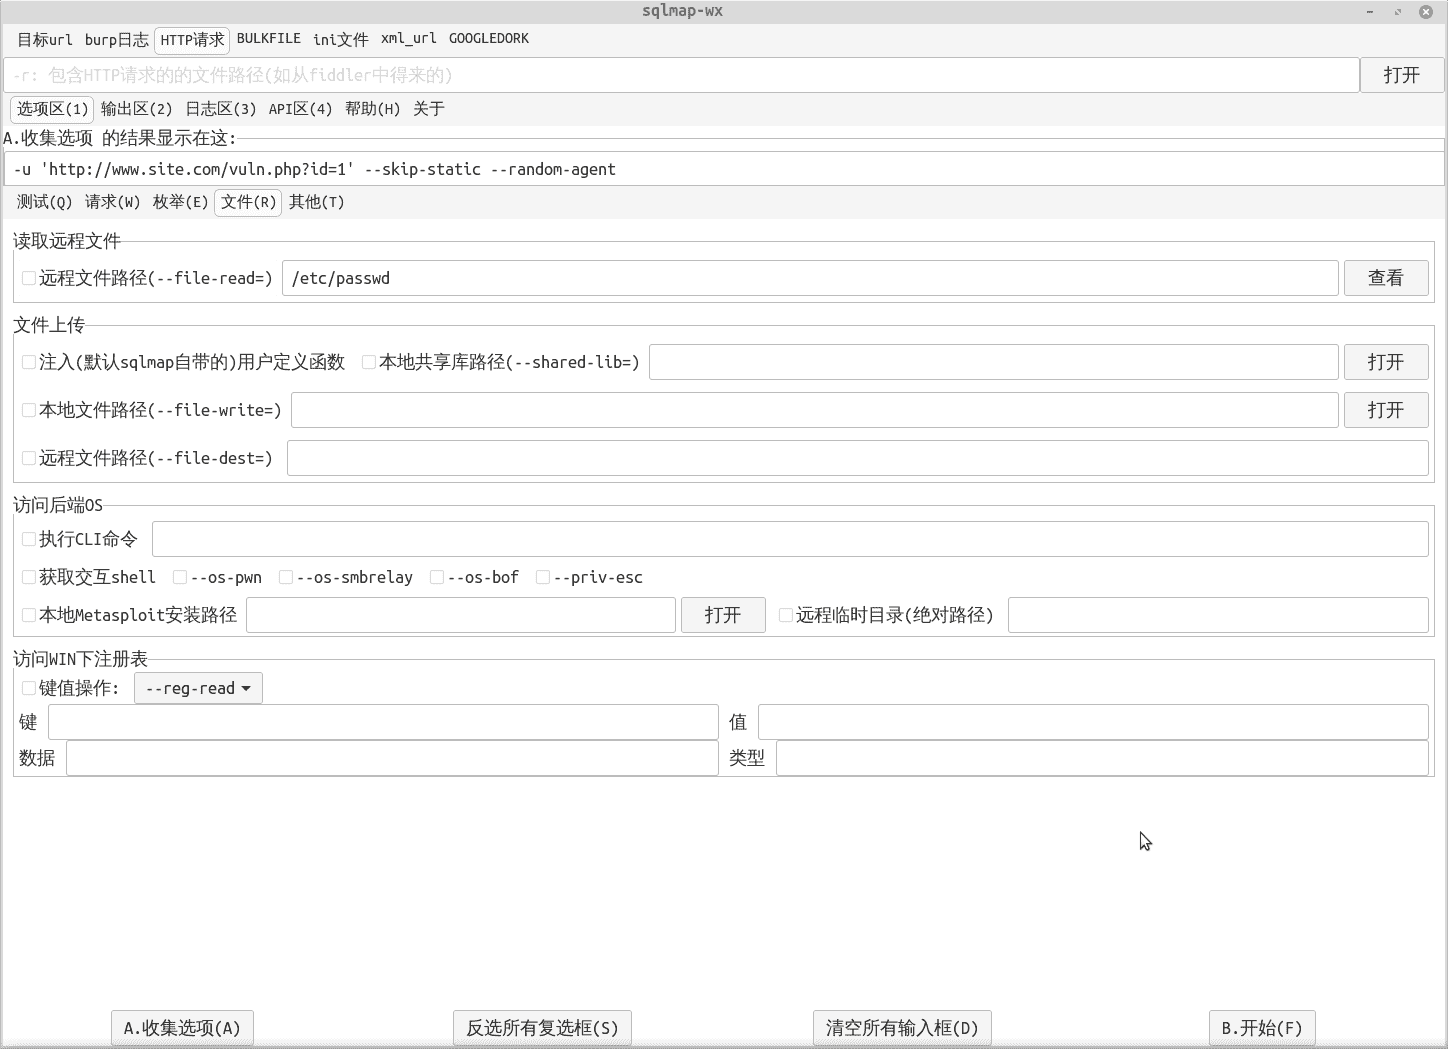 sqlmap-wx
目标url burp日志 HTTP请求 BULKFILE ini文件 xml_url GOOGLEDORK
-r: 包含HTTP请求的的文件路径(如从fiddler中得来的) 打开
选项区(1) 输出区(2) 日志区(3) API区(4) 帮助(H) 关于
A.收集选项 的结果显示在这:
-u 'http://www.site.com/vuln.php?id=1' --skip-static --random-agent
测试(Q) 请求(W) 枚举(E) 文件(R) 其他(T)
读取远程文件
远程文件路径(--file-read=) /etc/passwd 查看
文件上传
注入(默认sqlmap自带的)用户定义函数 本地共享库路径(--shared-lib=) 打开
本地文件路径(--file-write=) 打开
远程文件路径(--file-dest=)
访问后端OS
执行CLI命令
获取交互shell --os-pwn --os-smbrelay --os-bof --priv-esc
本地Metasploit安装路径 打开 远程临时目录(绝对路径)
访问WIN下注册表
键值操作: --reg-read
键 值
数据 类型
A.收集选项(A) 反选所有复选框(S) 清空所有输入框(D) B.开始(F)